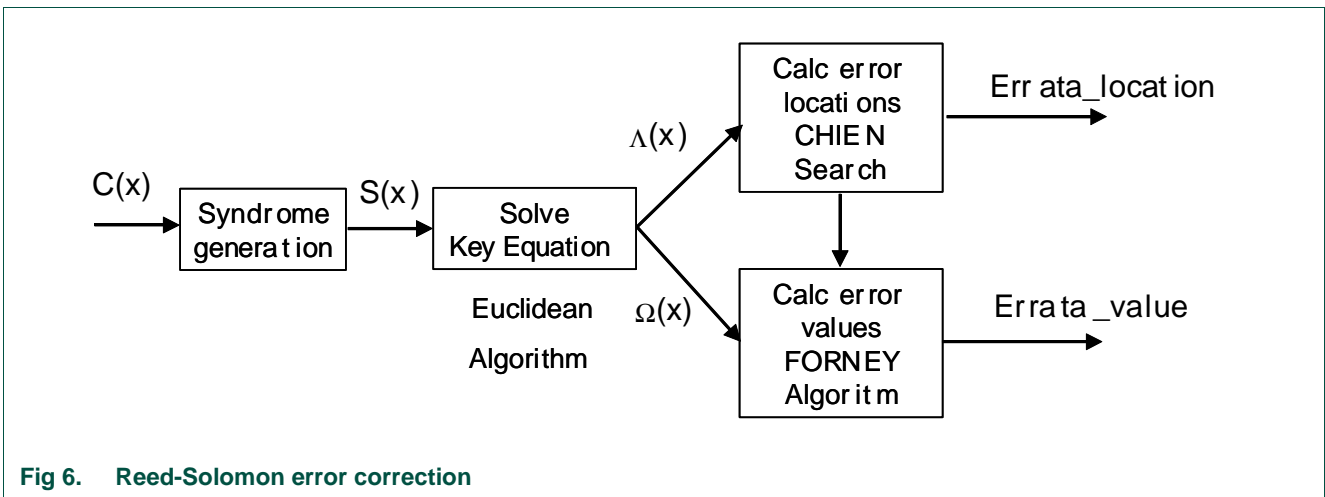 C(x)
Syndrome
generation
S(x)
Solve
Key Equation
Euclidean
Algorithm
Λ(x)
Ω(x)
Calc error
locations
CHIEN
Search
Errata_location
Calc error
values
FORNEY
Algoritm
Errata_value
Fig 6. Reed-Solomon error correction